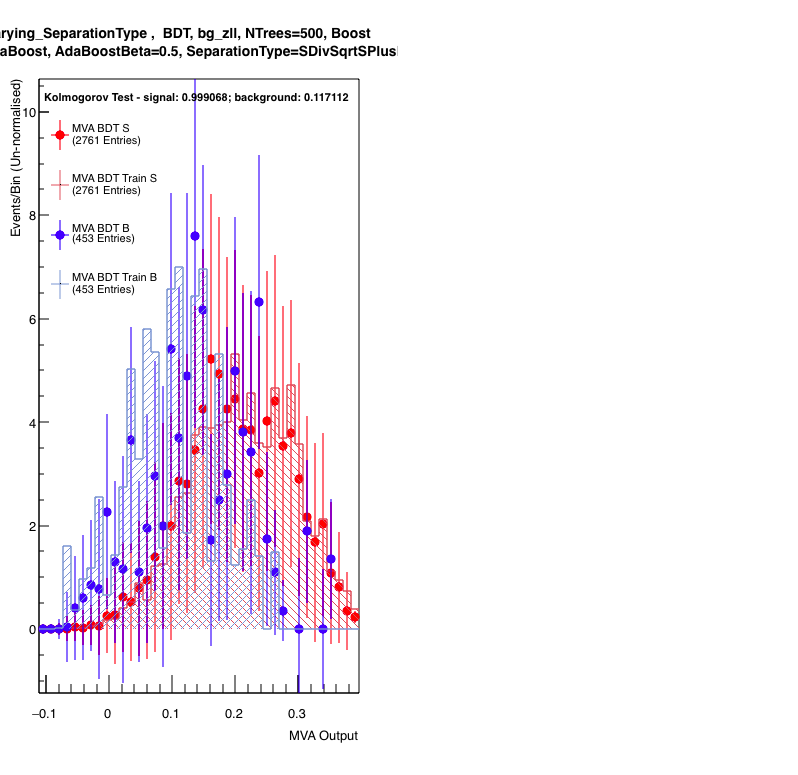 rying_SeparationType , BDT, bg_zll, NTrees=500, Boost
aBoost, AdaBoostBeta=0.5, SeparationType=SDivSqrtSPlus
Kolmogorov Test - signal: 0.999068; background: 0.117112
MVA BDT S
(2761 Entries)
MVA BDT Train S
(2761 Entries)
MVA BDT B
(453 Entries)
MVA BDT Train B
(453 Entries)
Events/Bin (Un-normalised)
10
8
6
4
2
0
−0.1 0 0.1 0.2 0.3
MVA Output